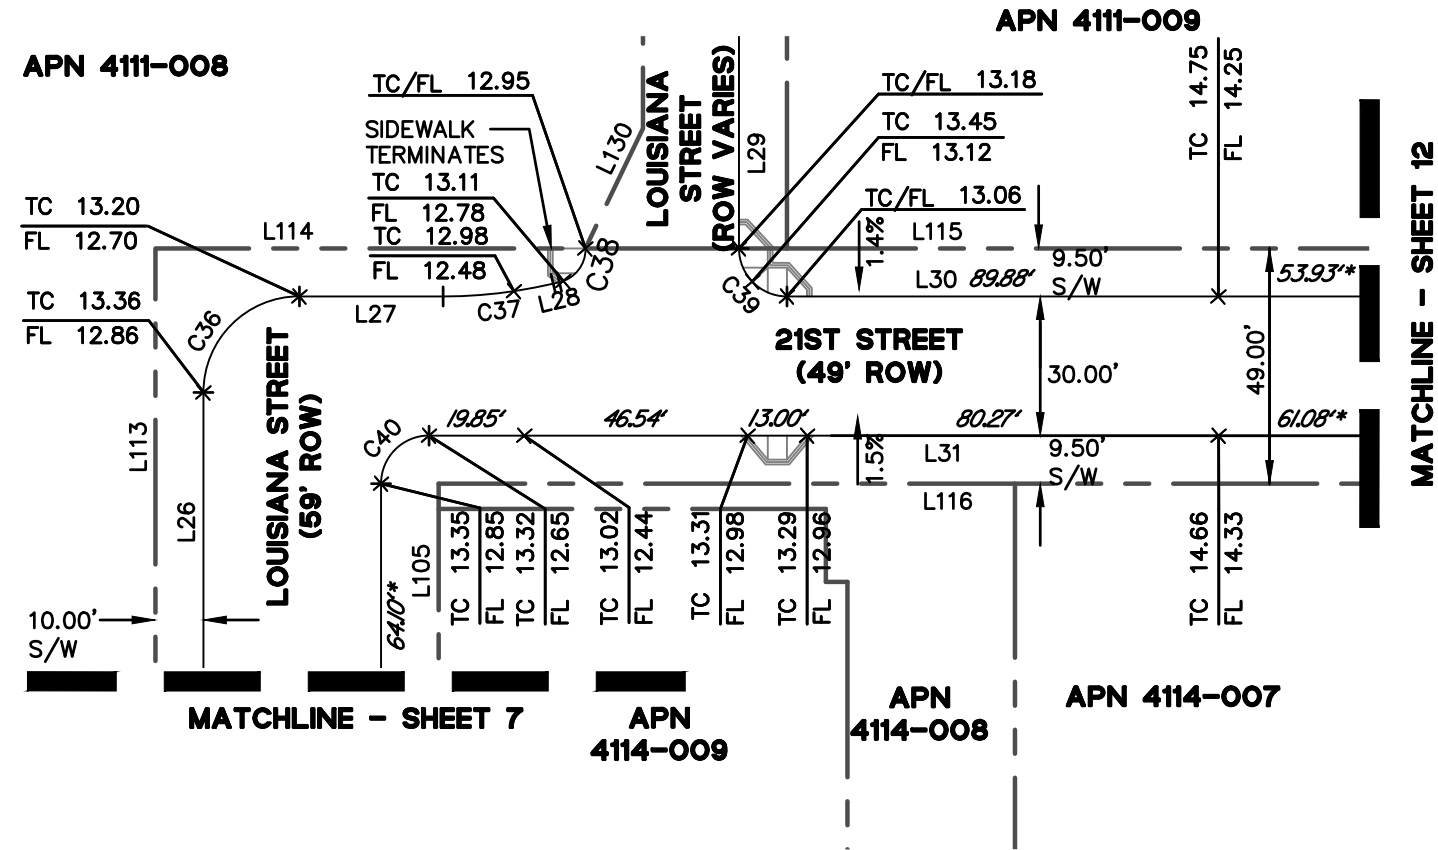 APN 4111-009
APN 4111-008
TC/FL 12.95
SIDEWALK
TERMINATES
TC 13.11
FL 12.78
TC 12.98
FL 12.48
TC 13.20
FL 12.70
TC 13.36
FL 12.86
L114
L130
LOUISIANA
STREET
(ROW VARIES)
L29
TC/FL 13.18
TC 13.45
FL 13.12
TC/FL 13.06
TC 14.75
FL 14.25
MATCHLINE - SHEET 12
1.4%
L115
9.50'
S/W
L30
89.88'
53.93'*
C36
L27
C37
L28
C38
C39
21ST STREET
(49' ROW)
30.00'
49.00'
L113
L26
LOUISIANA STREET
(59' ROW)
C40
19.85'
46.54'
13.00'
80.27'
61.08'*
1.5%
L31
9.50'
S/W
L116
L105
64.10'*
TC 13.35
FL 12.85
TC 13.32
FL 12.65
TC 13.02
FL 12.44
TC 13.31
FL 12.98
TC 13.29
FL 12.96
TC 14.66
FL 14.33
10.00'
S/W
MATCHLINE - SHEET 7
APN
4114-009
APN
4114-008
APN 4114-007